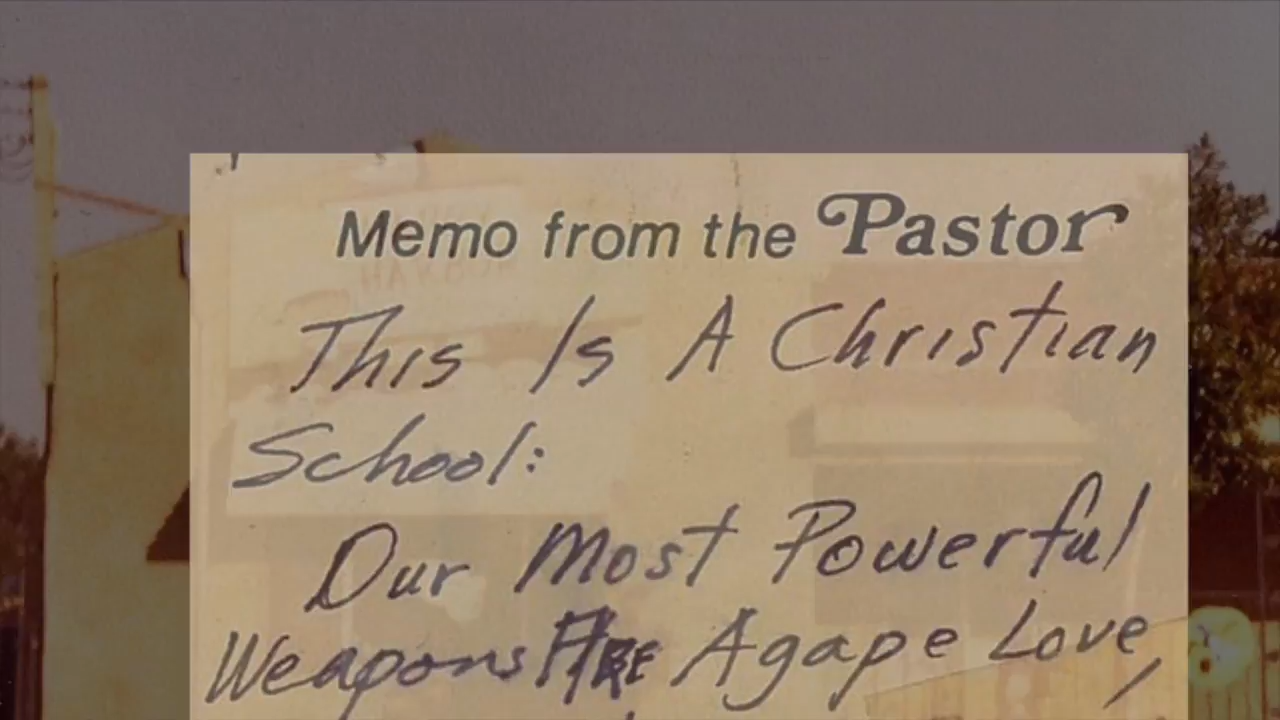 Memo from the Pastor
This Is A Christian
School:
Our Most Powerful
Weapons Are Agape Love,